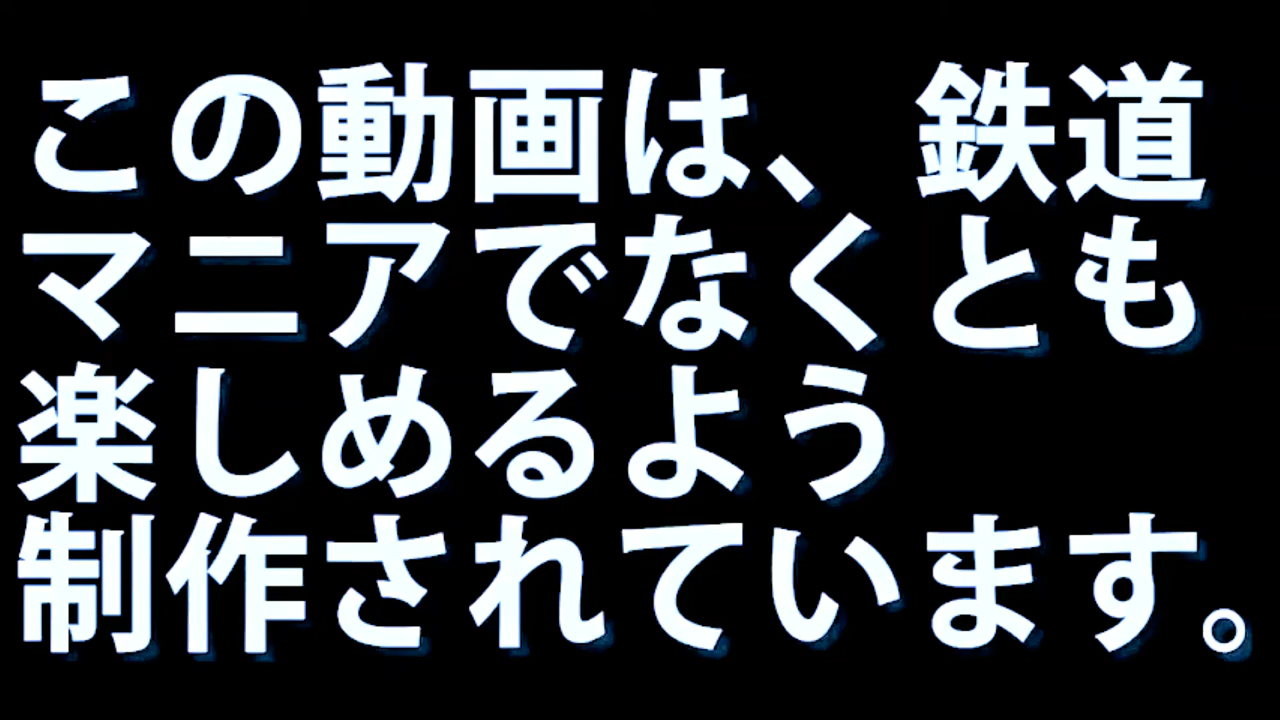 この動画は、鉄道
マニアでなくとも
楽しめるよう
制作されています。